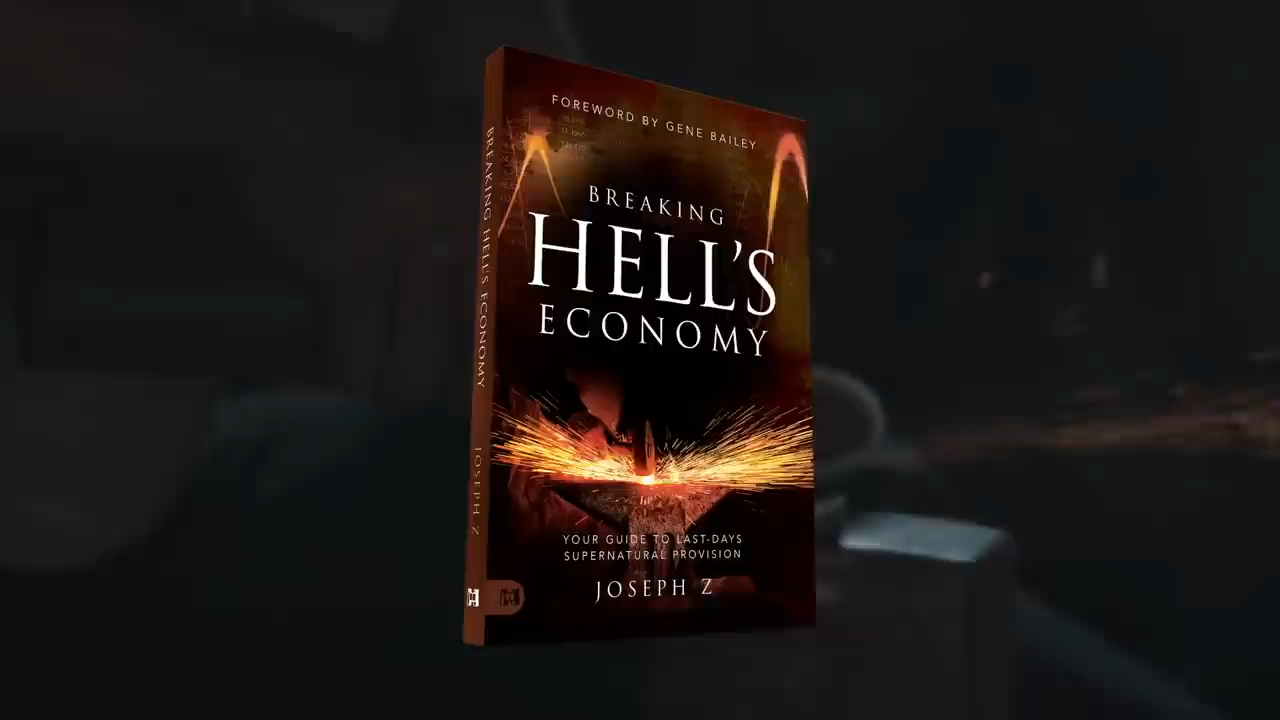 FOREWORD BY GENE BAILEY
BREAKING
HELL'S
ECONOMY
YOUR GUIDE TO LAST-DAYS
SUPERNATURAL PROVISION
JOSEPH Z
BREAKING HELL'S ECONOMY
JOSEPH Z